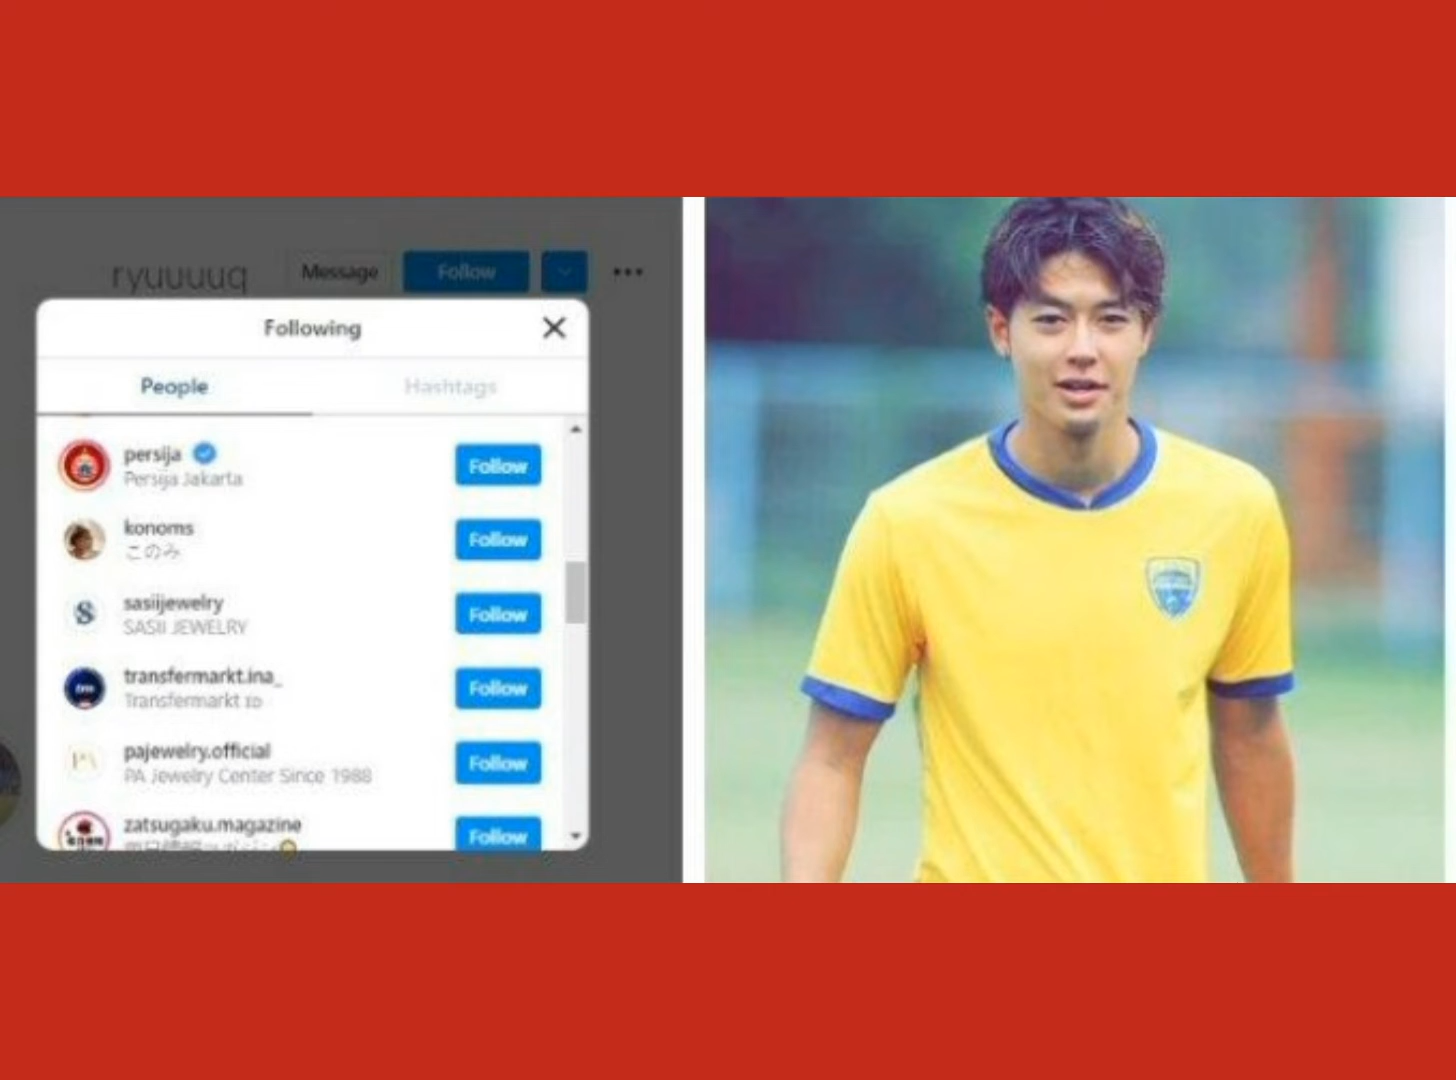 ryuuuuq
Message
Follow
Following
People
Hashtags
persija
Persija Jakarta
Follow
konoms
このみ
Follow
sasiijewelry
SASII JEWELRY
Follow
transfermarkt.ina_
Transfermarkt ID
Follow
pajewelry.official
PA Jewelry Center Since 1988
Follow
zatsugaku.magazine
Follow